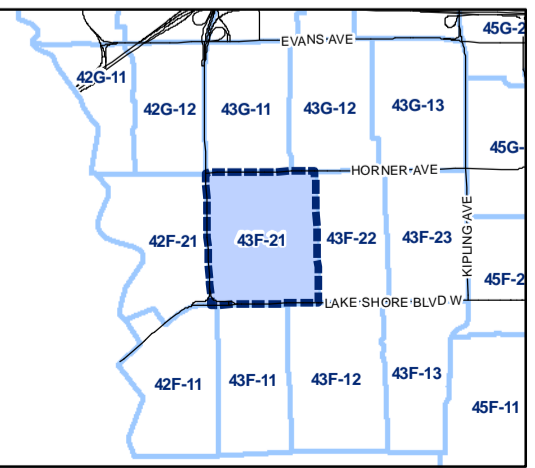 45G-2
EVANS AVE
42G-11
42G-12
43G-11
43G-12
43G-13
45G-
HORNER AVE
KIPLING AVE
42F-21
43F-21
43F-22
43F-23
45F-2
LAKE SHORE BLVD W
42F-11
43F-11
43F-12
43F-13
45F-11